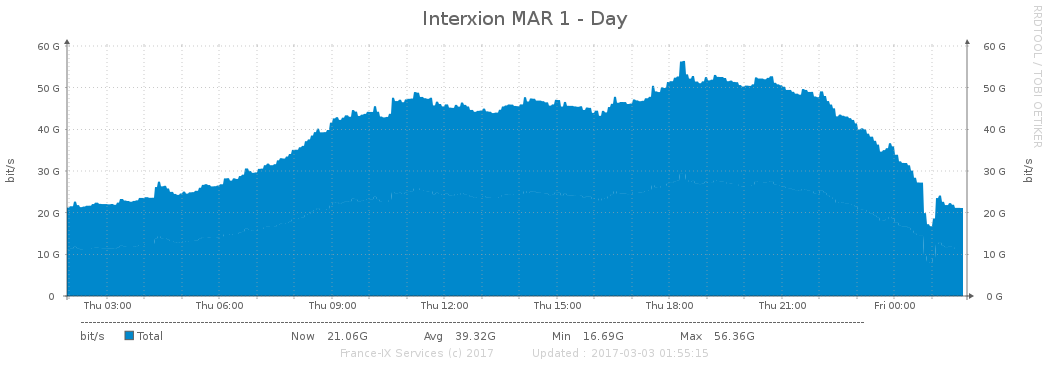 Interxion MAR 1 - Day
RRDTOOL / TOBI OETIKER
60 G 60 G
50 G 50 G
40 G 40 G
30 G 30 G
20 G 20 G
10 G 10 G
0 0 G
bit/s bit/s
Thu 03:00 Thu 06:00 Thu 09:00 Thu 12:00 Thu 15:00 Thu 18:00 Thu 21:00 Fri 00:00
bit/s Total Now 21.06G Avg 39.32G Min 16.69G Max 56.36G
France-IX Services (c) 2017 Updated : 2017-03-03 01:55:15